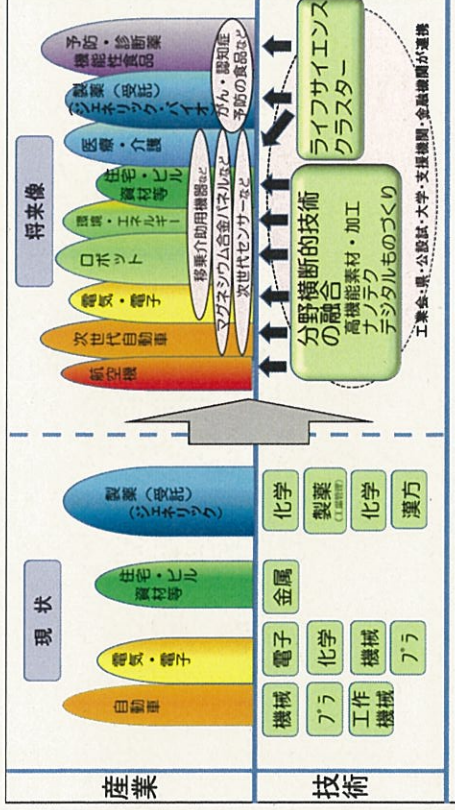 現状
将来像
産業
自動車
電気・電子
住宅・ビル
資材等
製薬（受託）
（ジェネリック）
航空機
次世代自動車
電気・電子
ロボット
環境・エネルギー
住宅・ビル
資材等
医療・介護
製薬（受託）
ジェネリック・バイオ
予防・診断薬
機能性食品
移乗介助用機器など
マグネシウム合金パネルなど
次世代センサーなど
がん・認知症
予防の食品など
技術
機械
プラ
工作
機械
電子
化学
機械
プラ
金属
化学
製薬
化学
漢方
分野横断的技術
の融合
高機能素材・加工
ナノテク
デジタルものづくり
ライフサイエンス
クラスター
工業会・県・公設試・大学・支援機関・金融機関が連携